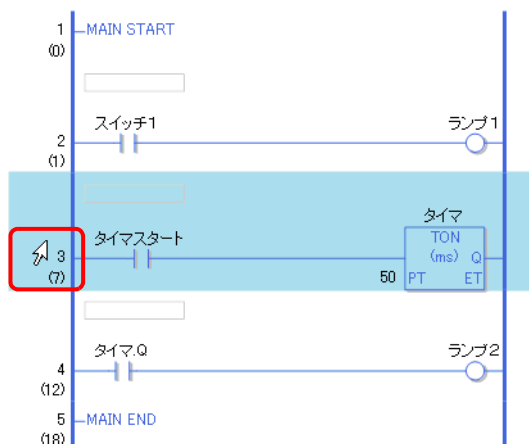 1 MAIN START
(0)
スイッチ1 ランプ1
2
(1)
タイマ
タイマスタート TON
3 (ms) Q
(7) 50 PT ET
タイマ.Q ランプ2
4
(12)
5 MAIN END
(18)